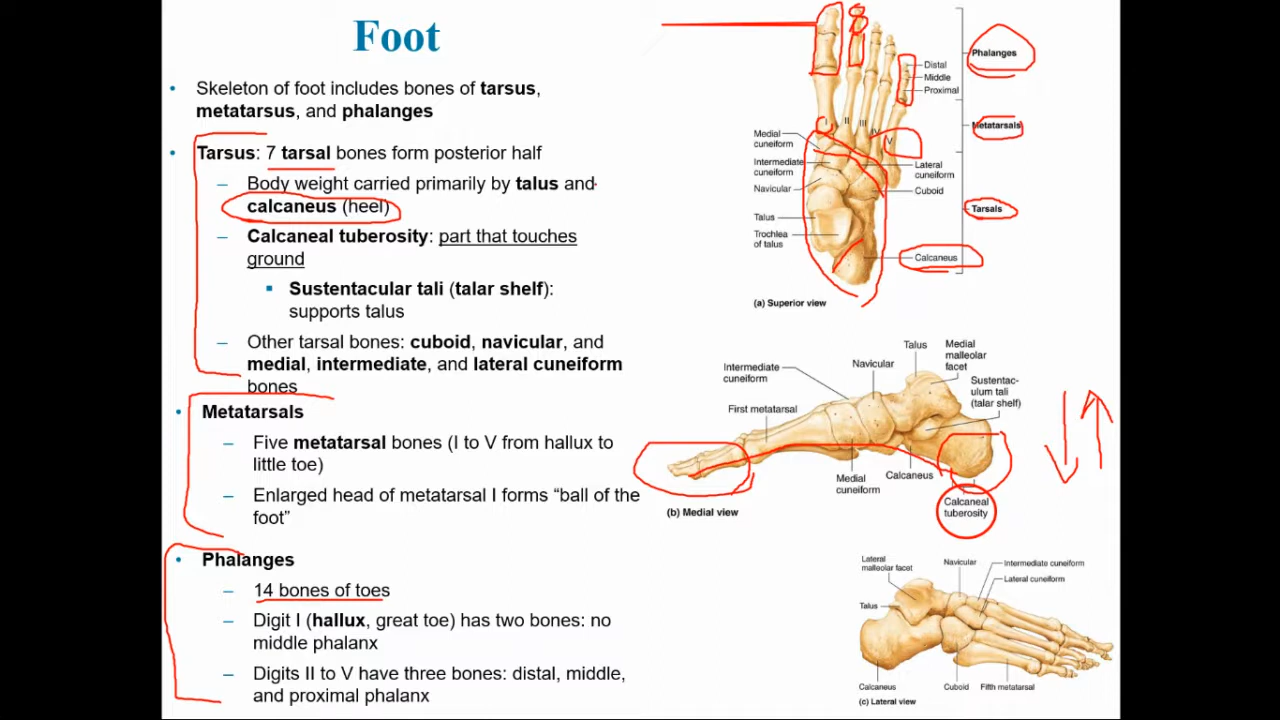 Foot
Skeleton of foot includes bones of tarsus,
metatarsus, and phalanges
Tarsus: 7 tarsal bones form posterior half
Body weight carried primarily by talus and
calcaneus (heel)
Calcaneal tuberosity: part that touches
ground
Sustentacular tali (talar shelf):
supports talus
Other tarsal bones: cuboid, navicular, and
medial, intermediate, and lateral cuneiform
bones
Metatarsals
Five metatarsal bones (I to V from hallux to
little toe)
Enlarged head of metatarsal I forms “ball of the
foot”
Phalanges
14 bones of toes
Digit I (hallux, great toe) has two bones: no
middle phalanx
Digits II to V have three bones: distal, middle,
and proximal phalanx
Phalanges
Distal
Middle
Proximal
I
II
III
IV
V
Metatarsals
Medial
cuneiform
Intermediate
cuneiform
Navicular
Talus
Trochlea
of talus
Lateral
cuneiform
Cuboid
Tarsals
Calcaneus
(a) Superior view
Intermediate
cuneiform
Navicular
Talus
Medial
malleolar
facet
Sustentac-
ulum tali
(talar shelf)
First metatarsal
Medial
cuneiform
Calcaneus
Calcaneal
tuberosity
(b) Medial view
Lateral
malleolar facet
Navicular
Intermediate cuneiform
Lateral cuneiform
Talus
Calcaneus
Cuboid
Fifth metatarsal
(c) Lateral view